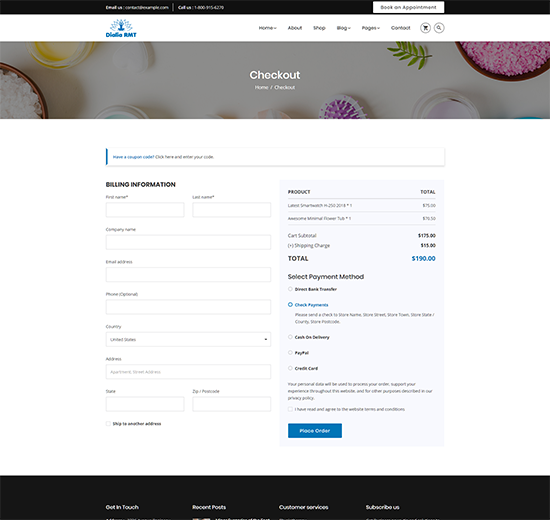 Email us : contact@example.com Call us : 1-800-915-6270 Book an Appointment
Dialia RMT Home About Shop Blog Pages Contact
Checkout
Home / Checkout
Have a coupon code? Click here and enter your code.
BILLING INFORMATION
First name* Last name*
Company name
Email address
Phone (Optional)
Country
United States
Address
Apartment, Street Address
State Zip / Postcode
Skip to another address
PRODUCT TOTAL
Latest Smartwatch H-250 2018 * 1 $75.00
Awesome Minimal Flower Tub * 1 $70.50
Cart Subtotal $175.00
(+) Shipping Charge $15.00
TOTAL $190.00
Select Payment Method
Direct Bank Transfer
Check Payments
Please send a check to Store Name, Store Street, Store Town, Store State /
County, Store Postcode.
Cash On Delivery
PayPal
Credit Card
Your personal data will be used to process your order, support your
experience throughout this website, and for other purposes described in our
privacy policy.
I have read and agree to the website terms and conditions
Place Order
Get In Touch Recent Posts Customer services Subscribe us